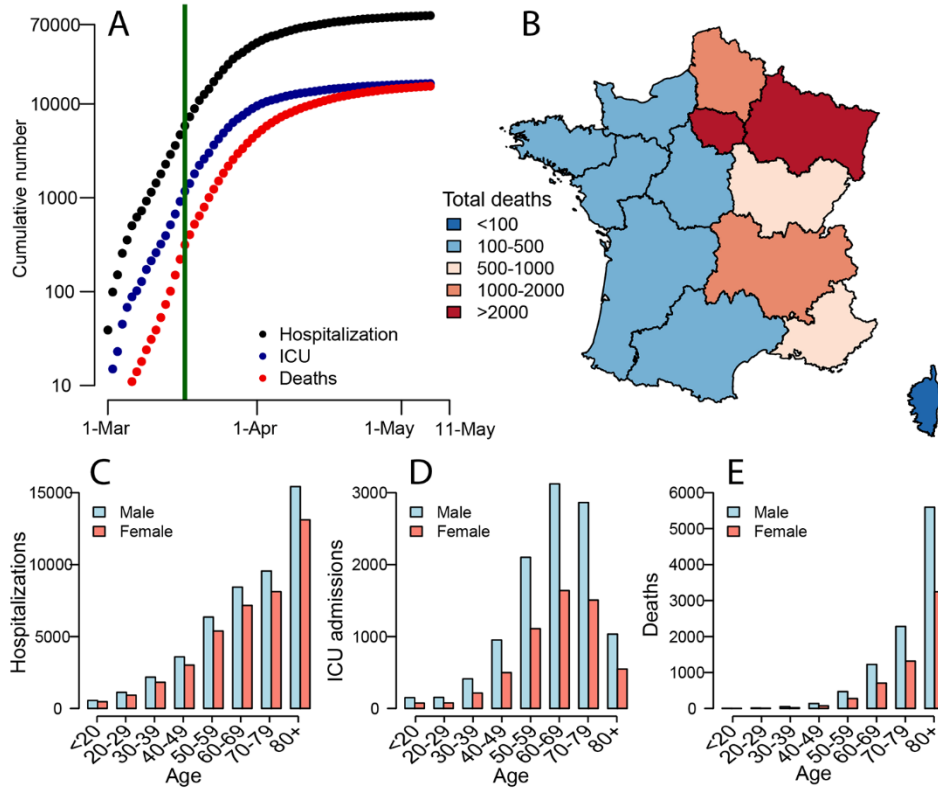 A
Cumulative number
70000
10000
1000
100
10
Hospitalization
ICU
Deaths
1-Mar
1-Apr
1-May
11-May
B
Total deaths
<100
100-500
500-1000
1000-2000
>2000
C
Hospitalizations
15000
10000
5000
0
Male
Female
<20
20-29
30-39
40-49
50-59
60-69
70-79
80+
Age
D
ICU admissions
3000
2000
1000
0
Male
Female
<20
20-29
30-39
40-49
50-59
60-69
70-79
80+
Age
E
Deaths
6000
5000
4000
3000
2000
1000
0
Male
Female
<20
20-29
30-39
40-49
50-59
60-69
70-79
80+
Age